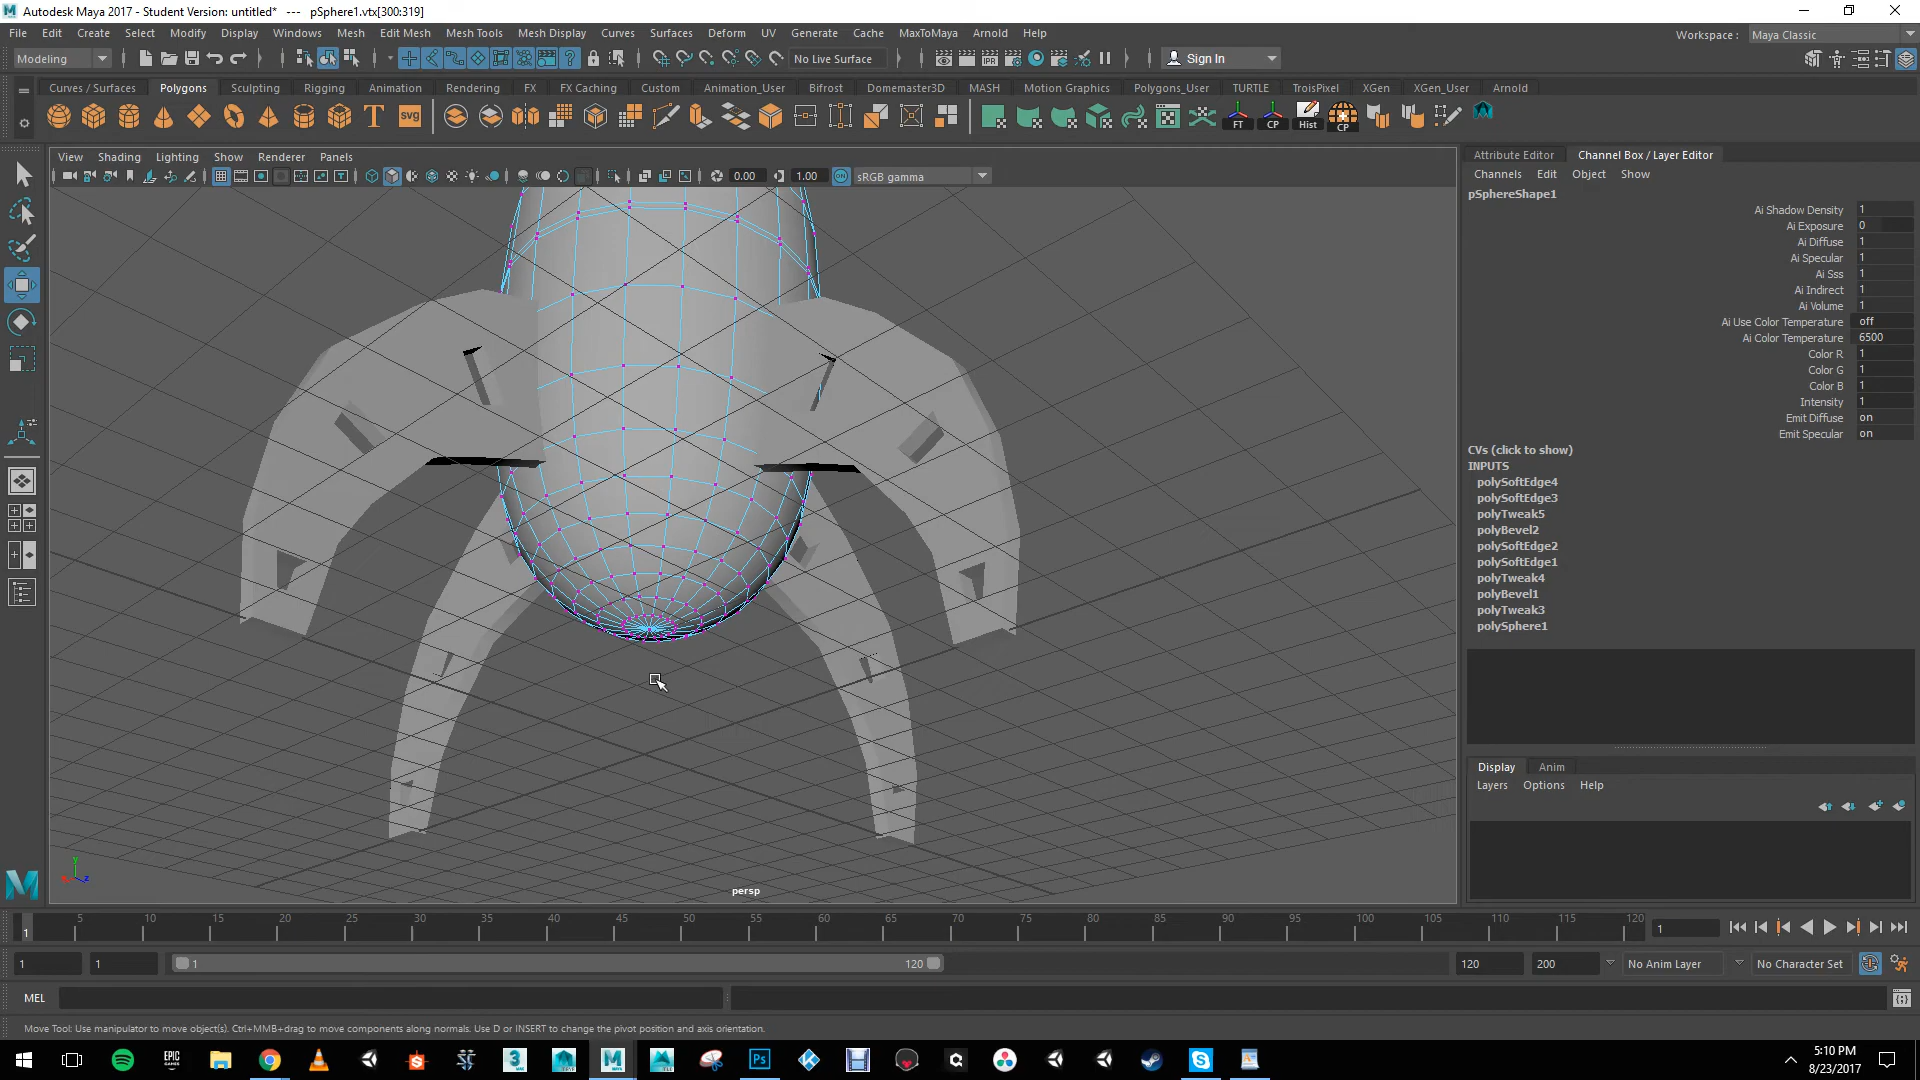 Autodesk Maya 2017 - Student Version: untitled*   ---   pSphere1.vtx[300:319]
File Edit Create Select Modify Display Windows Mesh Edit Mesh Mesh Tools Mesh Display Curves Surfaces Deform UV Generate Cache MaxToMaya Arnold Help Workspace : Maya Classic
Modeling No Live Surface Sign In
Curves / Surfaces Polygons Sculpting Rigging Animation Rendering FX FX Caching Custom Animation_User Bifrost Domemaster3D MASH Motion Graphics Polygons_User TURTLE TroisPixel XGen XGen_User Arnold
T SVG FT CP Hist CP
View Shading Lighting Show Renderer Panels
0.00 1.00 sRGB gamma
Attribute Editor Channel Box / Layer Editor
Channels Edit Object Show
pSphereShape1
Ai Shadow Density 1
Ai Exposure 0
Ai Diffuse 1
Ai Specular 1
Ai Sss 1
Ai Indirect 1
Ai Volume 1
Ai Use Color Temperature off
Ai Color Temperature 6500
Color R 1
Color G 1
Color B 1
Intensity 1
Emit Diffuse on
Emit Specular on
CVs (click to show)
INPUTS
polySoftEdge4
polySoftEdge3
polyTweak5
polyBevel2
polySoftEdge2
polySoftEdge1
polyTweak4
polyBevel1
polyTweak3
polySphere1
Display Anim
Layers Options Help
y
z
persp
5 10 15 20 25 30 35 40 45 50 55 60 65 70 75 80 85 90 95 100 105 110 115 120
1 1
1 1 1 120 120 200 No Anim Layer No Character Set
MEL
Move Tool: Use manipulator to move object(s). Ctrl+MMB+drag to move components along normals. Use D or INSERT to change the pivot position and axis orientation.
5:10 PM
8/23/2017